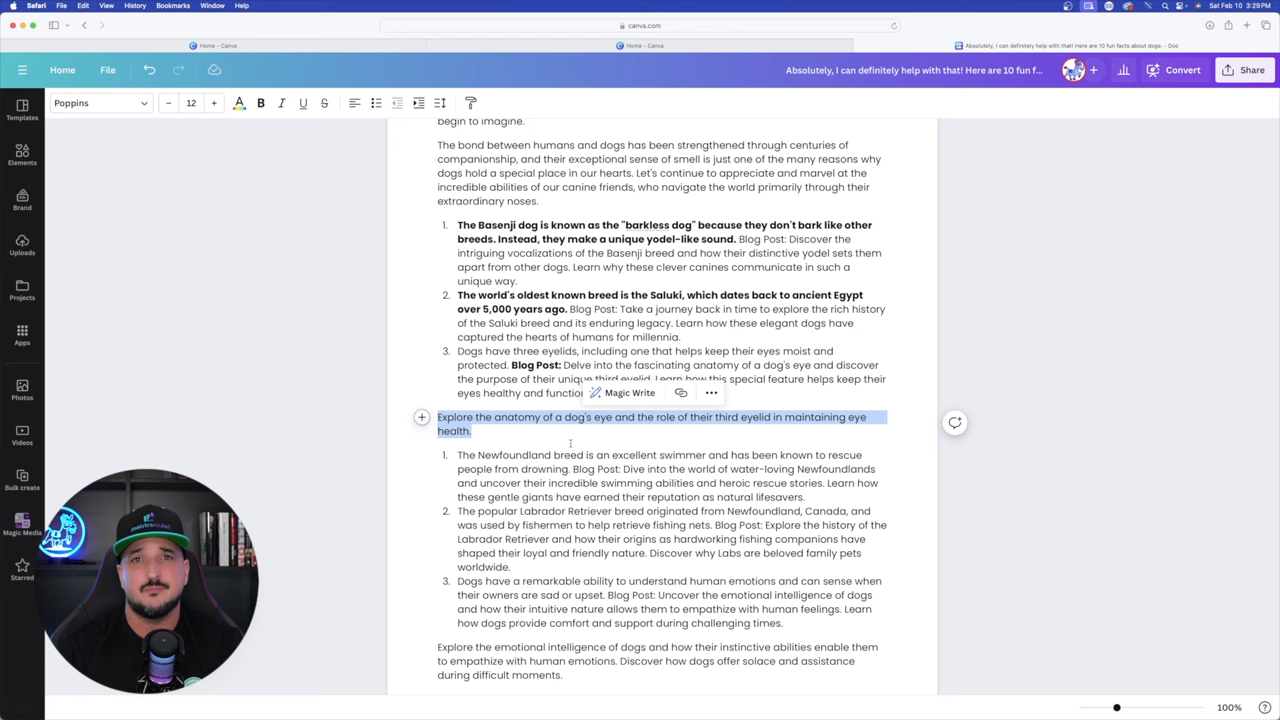 Safari File Edit View History Bookmarks Window Help
Sat Feb 10 3:29 PM
canva.com
Home - Canva
Home - Canva
Absolutely, I can definitely help with that! Here are 10 fun facts about dogs: - Doc
Home File
Absolutely, I can definitely help with that! Here are 10 fun f...
Convert
Share
Poppins
12
Templates
Elements
Brand
Uploads
Projects
Apps
Photos
Videos
Bulk create
Magic Media
Starred
begin to imagine.
The bond between humans and dogs has been strengthened through centuries of
companionship, and their exceptional sense of smell is just one of the many reasons why
dogs hold a special place in our hearts. Let's continue to appreciate and marvel at the
incredible abilities of our canine friends, who navigate the world primarily through their
extraordinary noses.
1. The Basenji dog is known as the "barkless dog" because they don't bark like other
breeds. Instead, they make a unique yodel-like sound. Blog Post: Discover the
intriguing vocalizations of the Basenji breed and how their distinctive yodel sets them
apart from other dogs. Learn why these clever canines communicate in such a
unique way.
2. The world's oldest known breed is the Saluki, which dates back to ancient Egypt
over 5,000 years ago. Blog Post: Take a journey back in time to explore the rich history
of the Saluki breed and its enduring legacy. Learn how these elegant dogs have
captured the hearts of humans for millennia.
3. Dogs have three eyelids, including one that helps keep their eyes moist and
protected. Blog Post: Delve into the fascinating anatomy of a dog's eye and discover
the purpose of their unique third eyelid. Learn how this special feature helps keep their
eyes healthy and
Magic Write
Explore the anatomy of a dog's eye and the role of their third eyelid in maintaining eye
health.
1. The Newfoundland breed is an excellent swimmer and has been known to rescue
people from drowning. Blog Post: Dive into the world of water-loving Newfoundlands
and uncover their incredible swimming abilities and heroic rescue stories. Learn how
these gentle giants have earned their reputation as natural lifesavers.
2. The popular Labrador Retriever breed originated from Newfoundland, Canada, and
was used by fishermen to help retrieve fishing nets. Blog Post: Explore the history of the
Labrador Retriever and how their origins as hardworking fishing companions have
shaped their loyal and friendly nature. Discover why Labs are beloved family pets
worldwide.
3. Dogs have a remarkable ability to understand human emotions and can sense when
their owners are sad or upset. Blog Post: Uncover the emotional intelligence of dogs
and how their intuitive nature allows them to empathize with human feelings. Learn
how dogs provide comfort and support during challenging times.
Explore the emotional intelligence of dogs and how their instinctive abilities enable them
to empathize with human emotions. Discover how dogs offer solace and assistance
during difficult moments.
100%